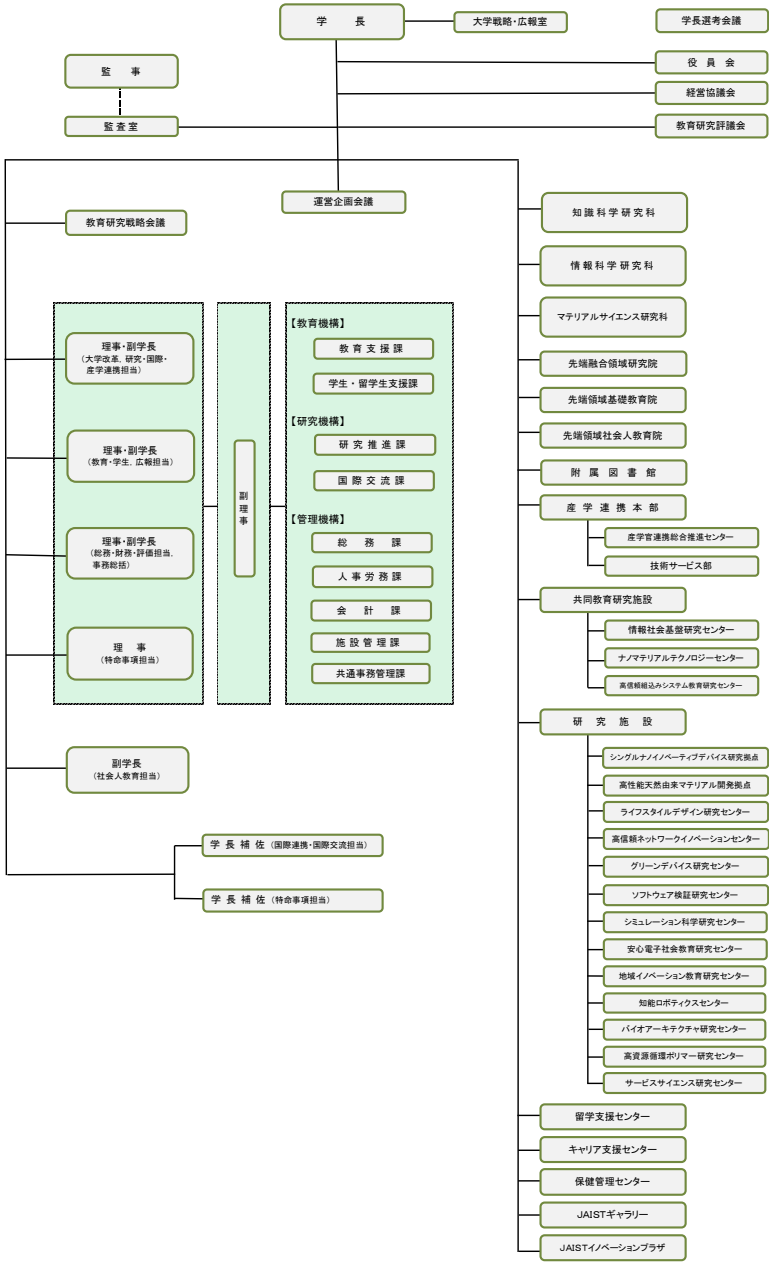 学長
大学戦略・広報室
学長選考会議
役員会
経営協議会
教育研究評議会
監事
監査室
運営企画会議
教育研究戦略会議
理事・副学長
（大学改革, 研究・国際・
産学連携担当）
理事・副学長
（教育・学生, 広報担当）
理事・副学長
（総務・財務・評価担当,
事務総括）
理事
（特命事項担当）
副理事
【教育機構】
教育支援課
学生・留学生支援課
【研究機構】
研究推進課
国際交流課
【管理機構】
総務課
人事労務課
会計課
施設管理課
共通事務管理課
副学長
（社会人教育担当）
学長補佐（国際連携・国際交流担当）
学長補佐（特命事項担当）
知識科学研究科
情報科学研究科
マテリアルサイエンス研究科
先端融合領域研究院
先端領域基礎教育院
先端領域社会人教育院
附属図書館
産学連携本部
産学官連携総合推進センター
技術サービス部
共同教育研究施設
情報社会基盤研究センター
ナノマテリアルテクノロジーセンター
高信頼組込みシステム教育研究センター
研究施設
シングルナノイノベーティブデバイス研究拠点
高性能天然由来マテリアル開発拠点
ライフスタイルデザイン研究センター
高信頼ネットワークイノベーションセンター
グリーンデバイス研究センター
ソフトウェア検証研究センター
シミュレーション科学研究センター
安心電子社会教育研究センター
地域イノベーション教育研究センター
知能ロボティクスセンター
バイオアーキテクチャ研究センター
高資源循環ポリマー研究センター
サービスサイエンス研究センター
留学支援センター
キャリア支援センター
保健管理センター
JAISTギャラリー
JAISTイノベーションプラザ